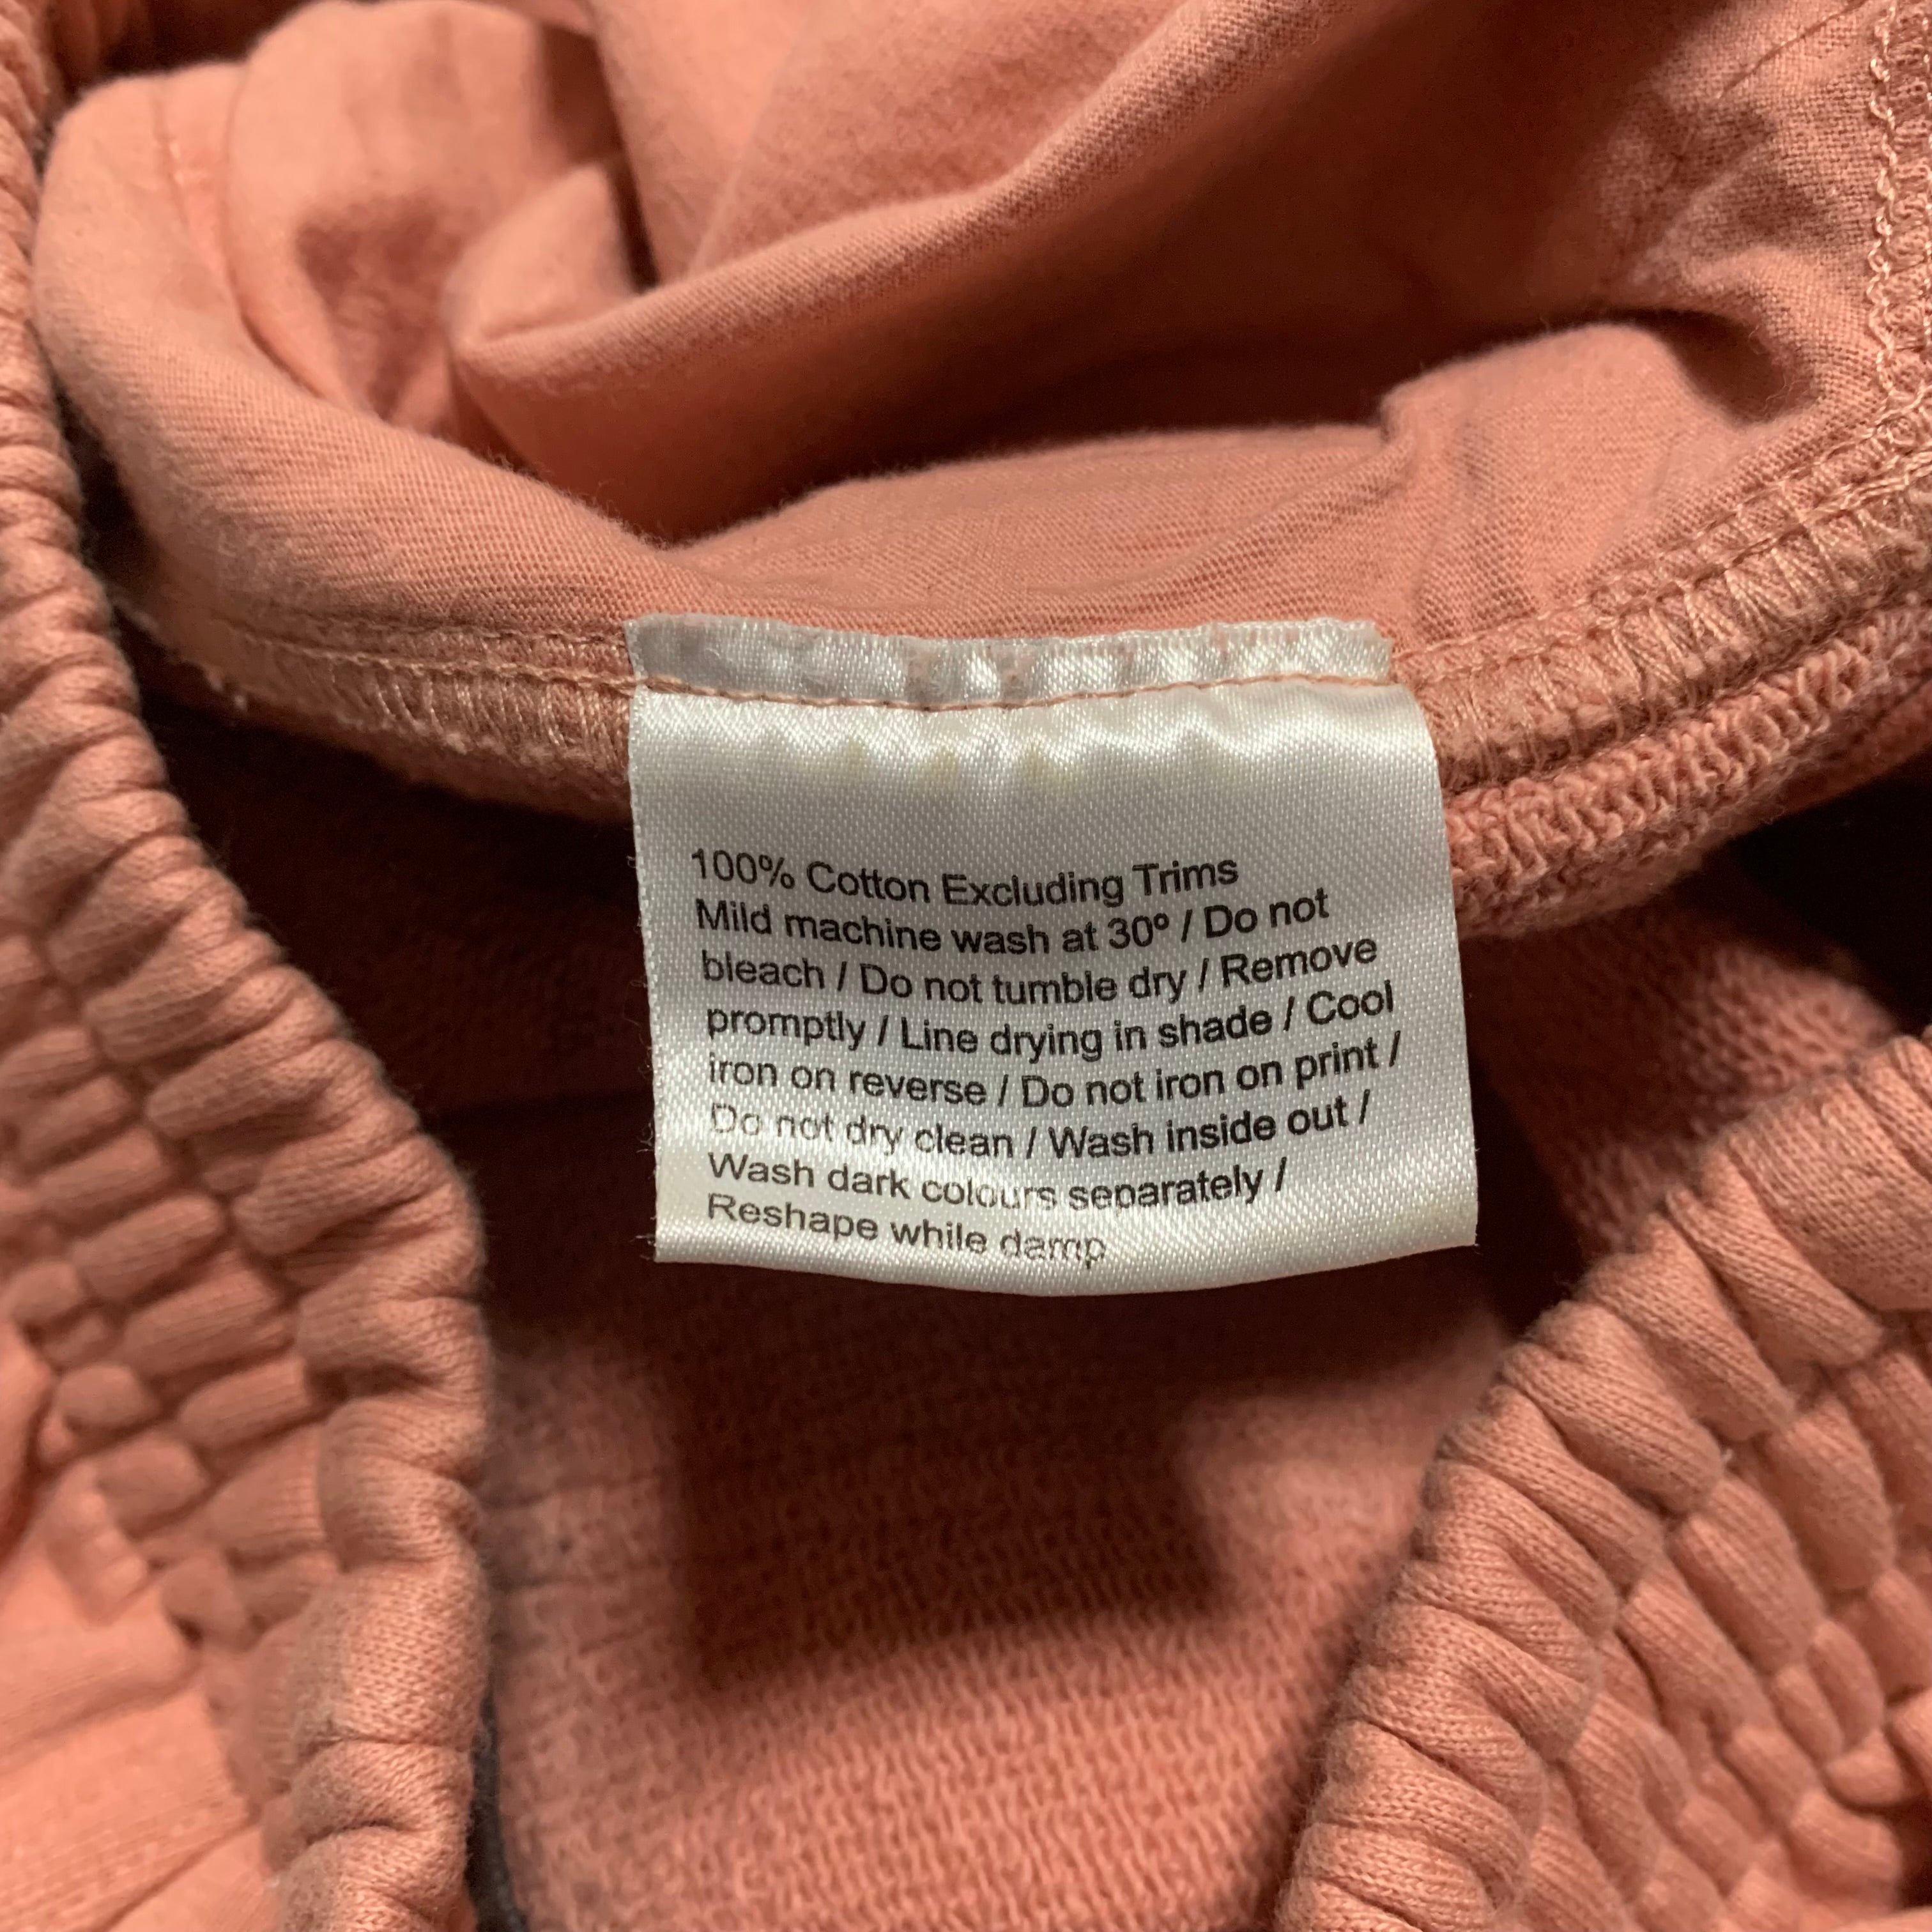 100% Cotton Excluding Trims
Mild machine wash at 30º / Do not
bleach / Do not tumble dry / Remove
promptly / Line drying in shade / Cool
iron on reverse / Do not iron on print /
Do not dry clean / Wash inside out /
Wash dark colours separately /
Reshape while damp